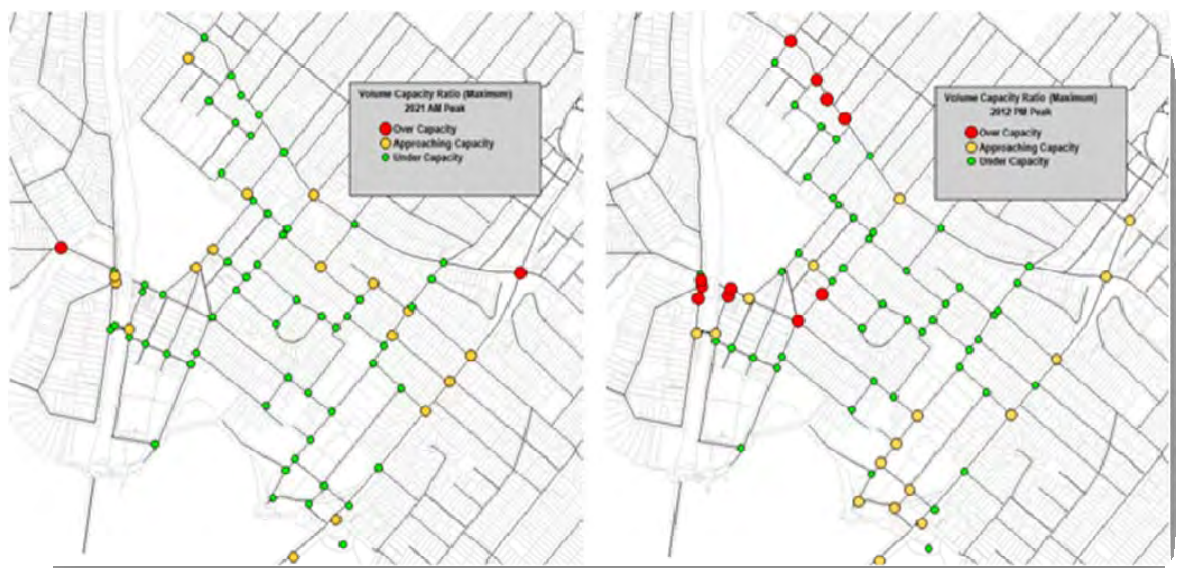 Volume Capacity Ratio (Maximum)
2021 AM Peak
Over Capacity
Approaching Capacity
Under Capacity
Volume Capacity Ratio (Maximum)
2012 PM Peak
Over Capacity
Approaching Capacity
Under Capacity